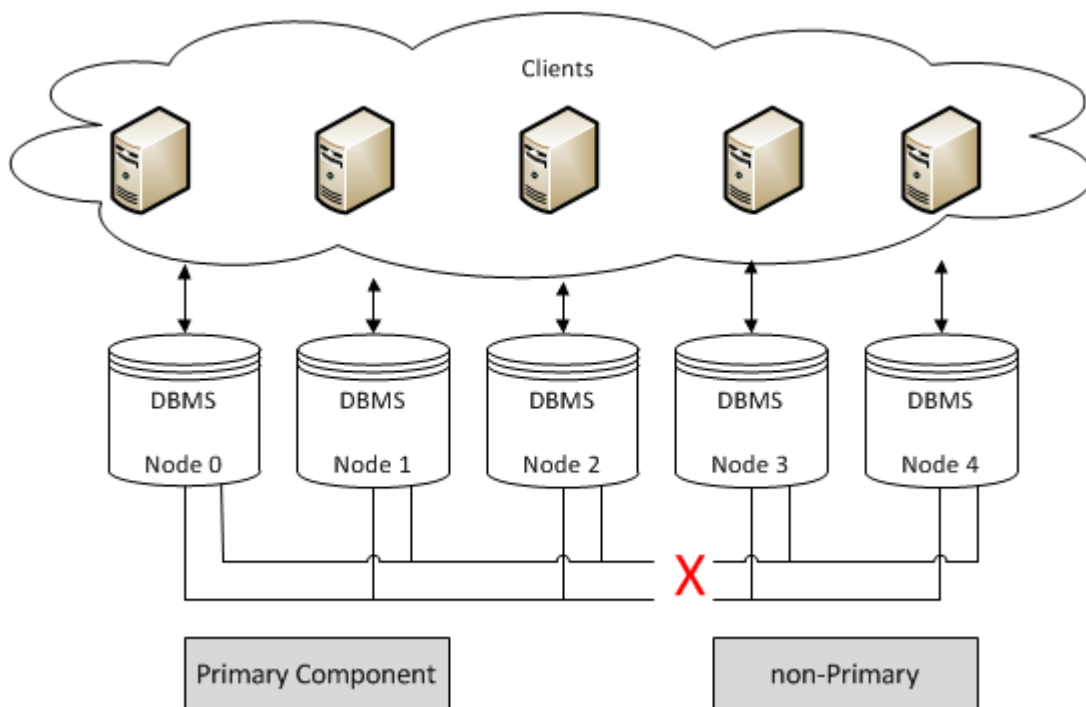 Clients
DBMS
Node 0
DBMS
Node 1
DBMS
Node 2
DBMS
Node 3
DBMS
Node 4
X
Primary Component
non-Primary